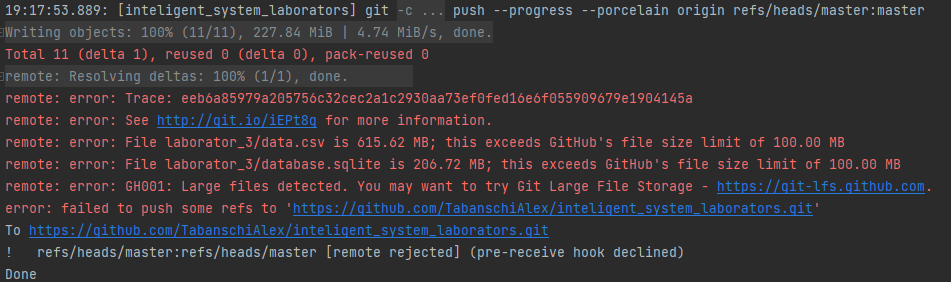 19:17:53.889: [inteligent_system_laborators] git -c ... push --progress --porcelain origin refs/heads/master:master
Writing objects: 100% (11/11), 227.84 MiB | 4.74 MiB/s, done.
Total 11 (delta 1), reused 0 (delta 0), pack-reused 0
remote: Resolving deltas: 100% (1/1), done.
remote: error: Trace: eeb6a85979a205756c32cec2a1c2930aa73ef0fed16e6f055909679e1904145a
remote: error: See http://git.io/iEPt8g for more information.
remote: error: File laborator_3/data.csv is 615.62 MB; this exceeds GitHub's file size limit of 100.00 MB
remote: error: File laborator_3/database.sqlite is 206.72 MB; this exceeds GitHub's file size limit of 100.00 MB
remote: error: GH001: Large files detected. You may want to try Git Large File Storage - https://git-lfs.github.com.
error: failed to push some refs to 'https://github.com/TabanschiAlex/inteligent_system_laborators.git'
To https://github.com/TabanschiAlex/inteligent_system_laborators.git
!   refs/heads/master:refs/heads/master [remote rejected] (pre-receive hook declined)
Done